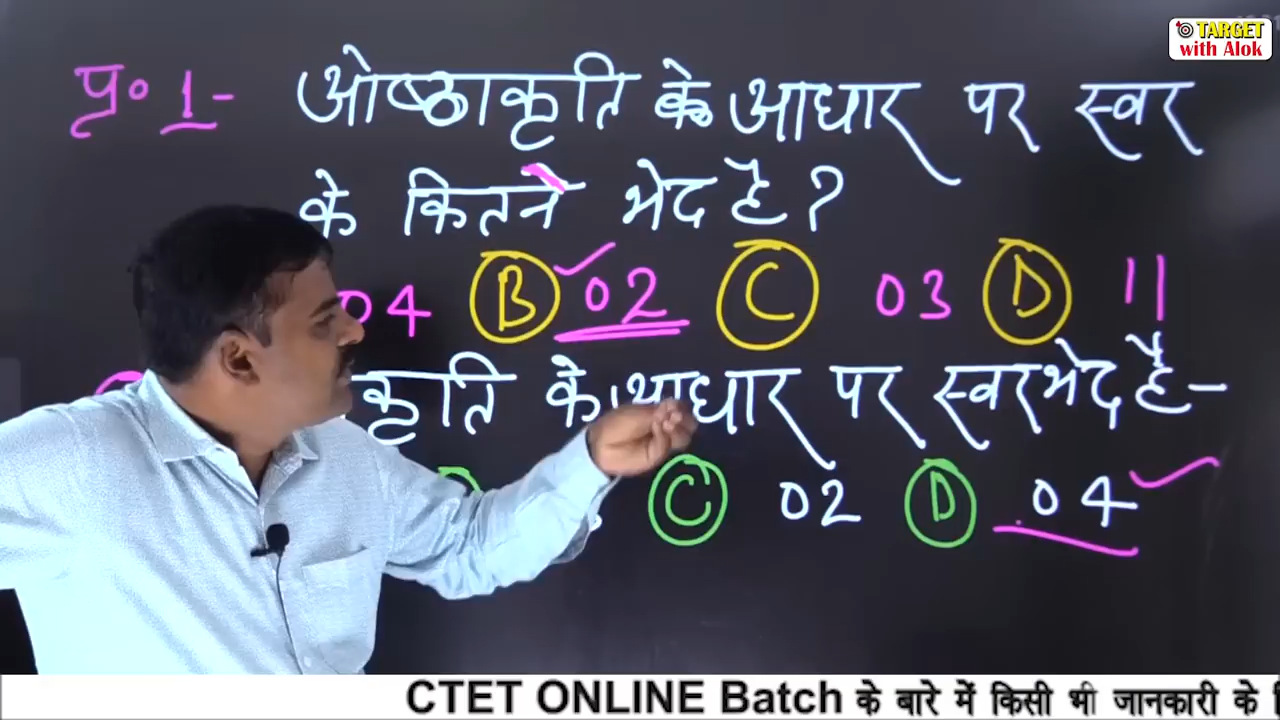 TARGET
with Alok
प्र० 1- ओष्ठाकृति के आधार पर स्वर
के कितने भेद है ?
04 B 02 C 03 D 11
कृति के आधार पर स्वर भेद है-
C 02 D 04
CTET ONLINE Batch के बारे में किसी भी जानकारी के